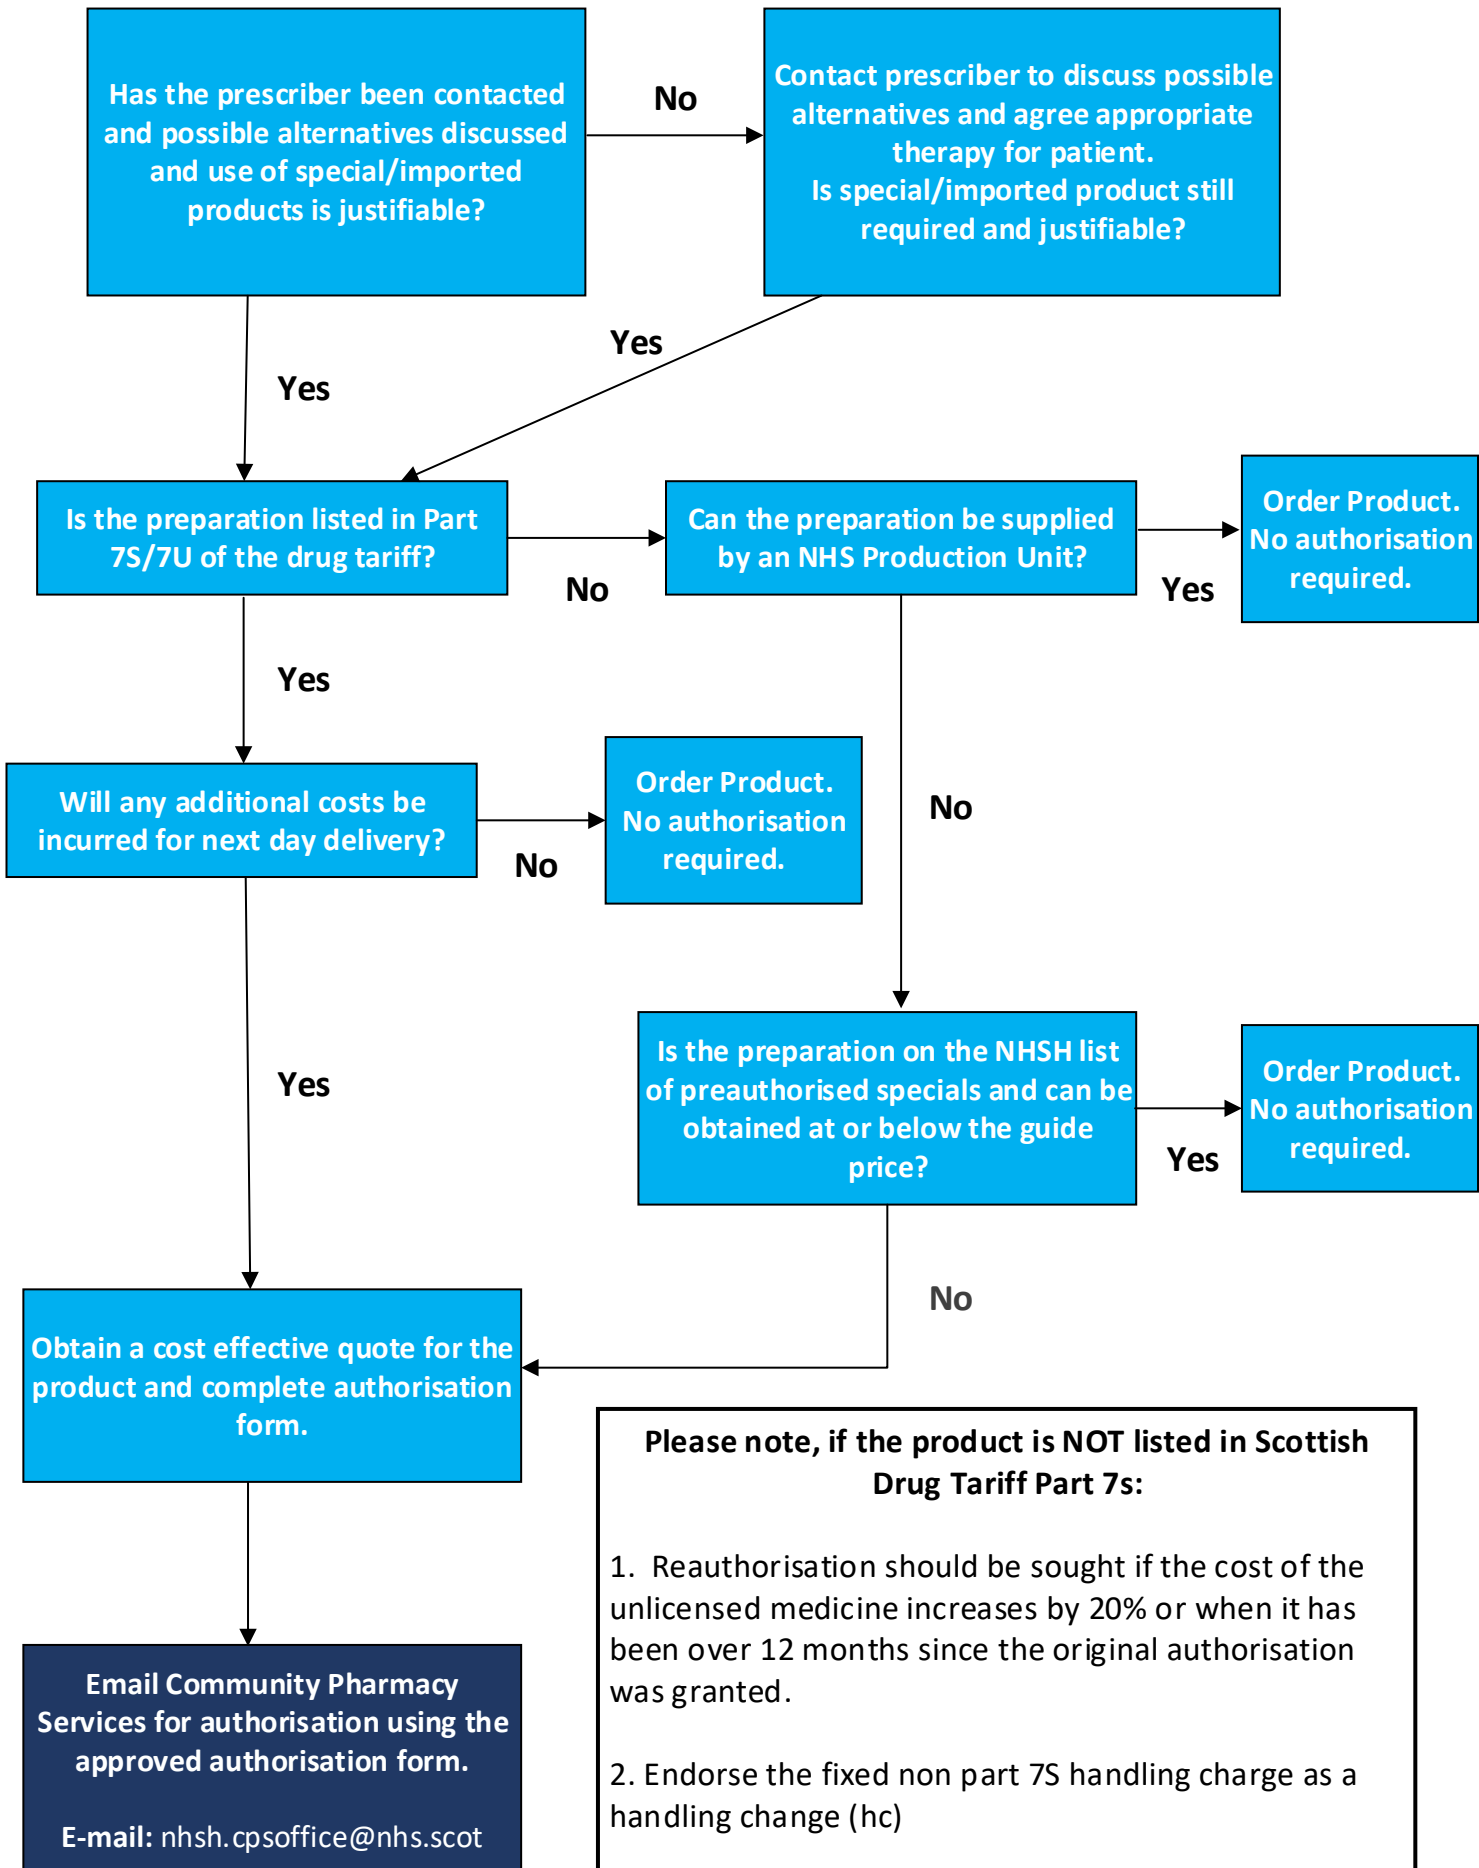 Has the prescriber been contacted
and possible alternatives discussed
and use of special/imported
products is justifiable?
No
Contact prescriber to discuss possible
alternatives and agree appropriate
therapy for patient.
Is special/imported product still
required and justifiable?
Yes
Yes
Is the preparation listed in Part
7S/7U of the drug tariff?
No
Can the preparation be supplied
by an NHS Production Unit?
Yes
Order Product.
No authorisation
required.
Yes
Will any additional costs be
incurred for next day delivery?
No
Order Product.
No authorisation
required.
No
Yes
Is the preparation on the NHSH list
of preauthorised specials and can be
obtained at or below the guide
price?
Yes
Order Product.
No authorisation
required.
No
Obtain a cost effective quote for the
product and complete authorisation
form.
Email Community Pharmacy
Services for authorisation using the
approved authorisation form.
E-mail: nhsh.cpsoffice@nhs.scot
Please note, if the product is NOT listed in Scottish
Drug Tariff Part 7s:
1. Reauthorisation should be sought if the cost of the
unlicensed medicine increases by 20% or when it has
been over 12 months since the original authorisation
was granted.
2. Endorse the fixed non part 7S handling charge as a
handling change (hc)